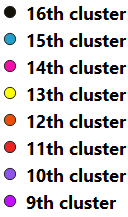 16th cluster
15th cluster
14th cluster
13th cluster
12th cluster
11th cluster
10th cluster
9th cluster